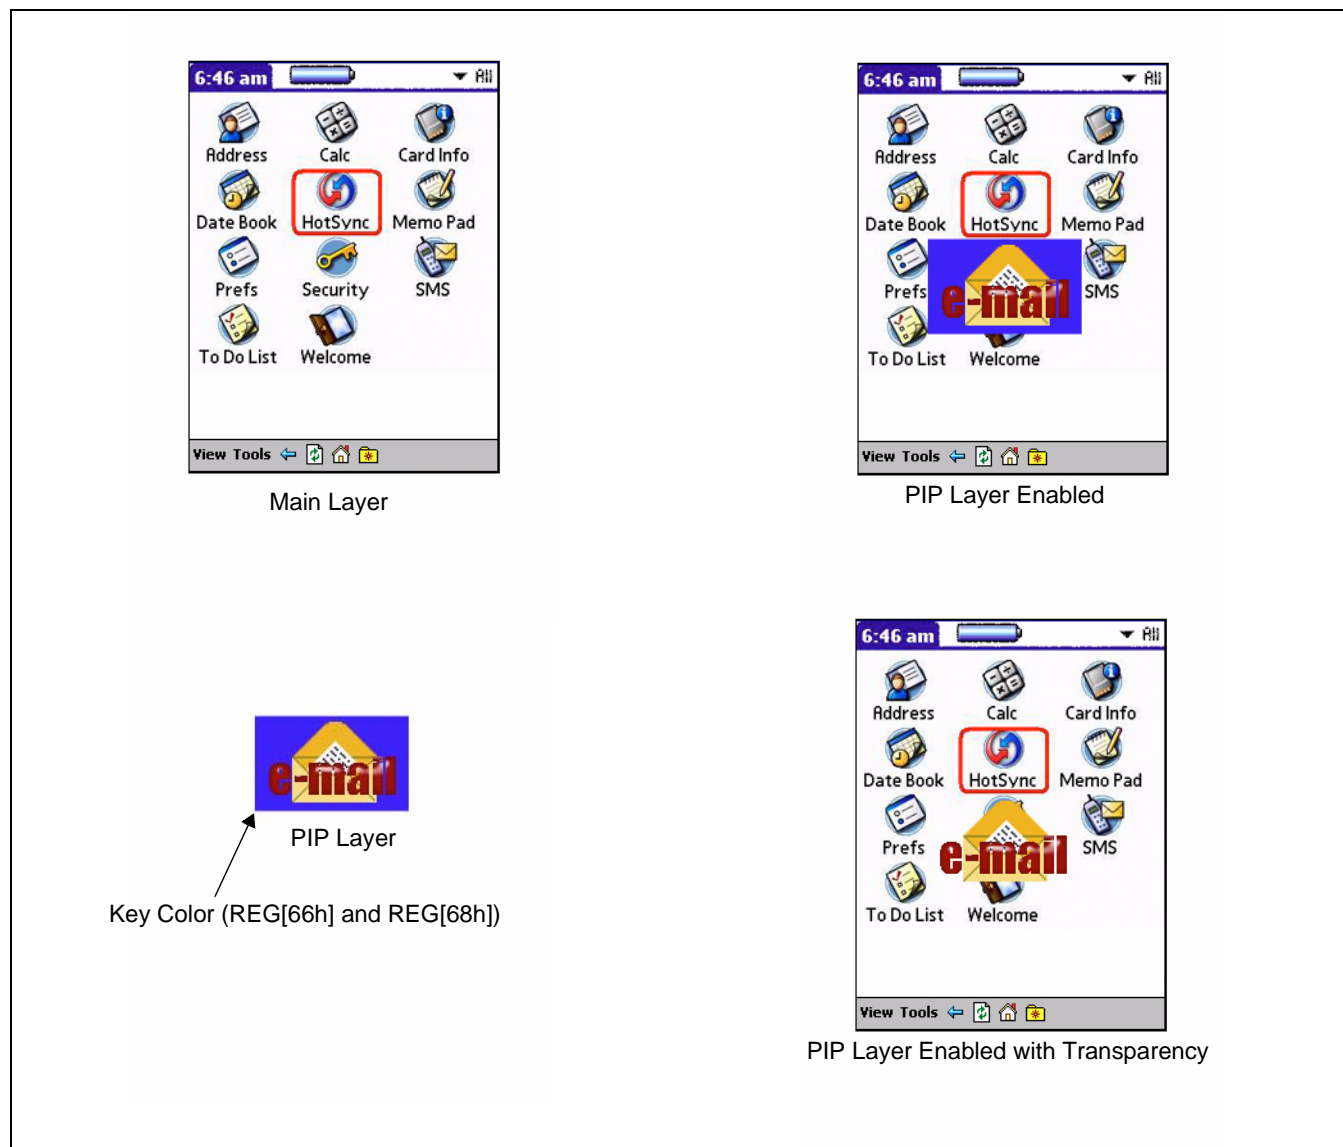 6:46 am All
Address Calc Card Info
Date Book HotSync Memo Pad
Prefs Security SMS
To Do List Welcome
View Tools
Main Layer
6:46 am All
Address Calc Card Info
Date Book HotSync Memo Pad
Prefs e-mail SMS
To Do List Welcome
View Tools
PIP Layer Enabled
e-mail
PIP Layer
Key Color (REG[66h] and REG[68h])
6:46 am All
Address Calc Card Info
Date Book HotSync Memo Pad
Prefs e-mail SMS
To Do List Welcome
View Tools
PIP Layer Enabled with Transparency